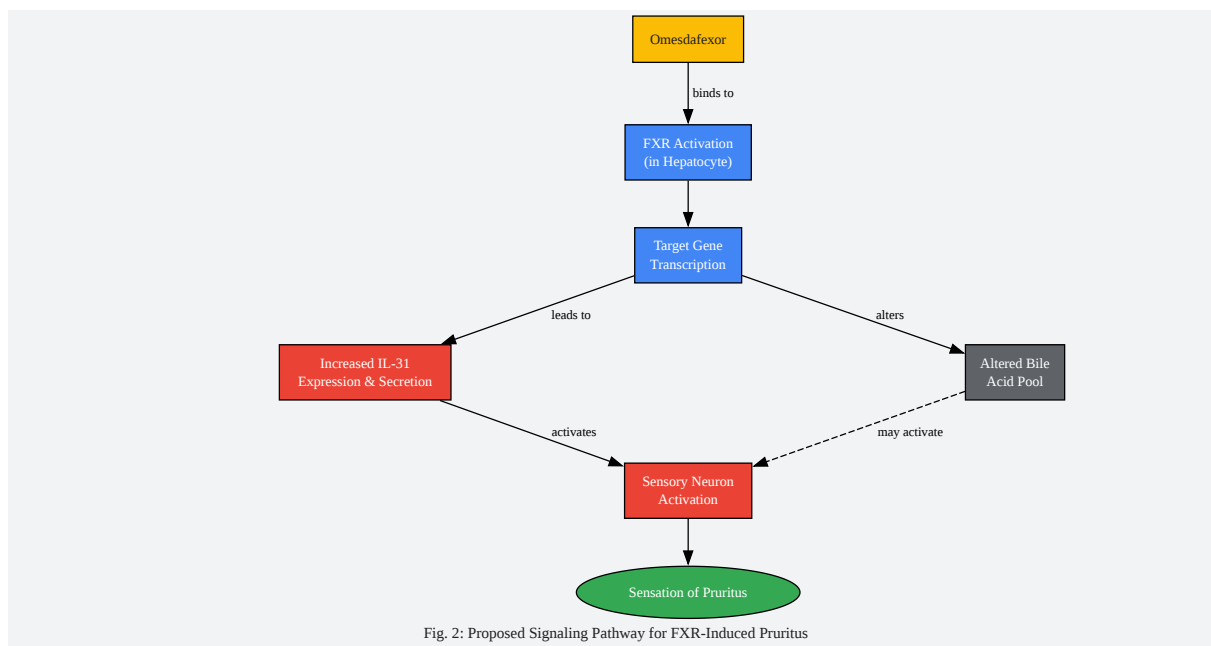 Omesdafexor
binds to
FXR Activation
(in Hepatocyte)
Target Gene
Transcription
leads to
alters
Increased IL-31
Expression & Secretion
Altered Bile
Acid Pool
activates
may activate
Sensory Neuron
Activation
Sensation of Pruritus
Fig. 2: Proposed Signaling Pathway for FXR-Induced Pruritus